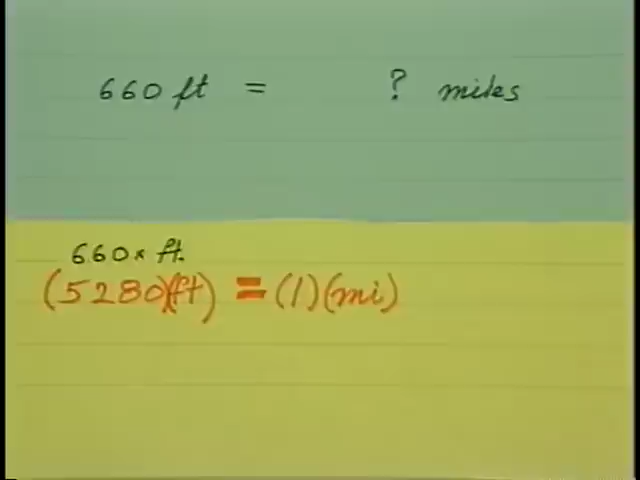 660 ft = ? miles
660 × ft.
(5280)(ft) = (1)(mi)